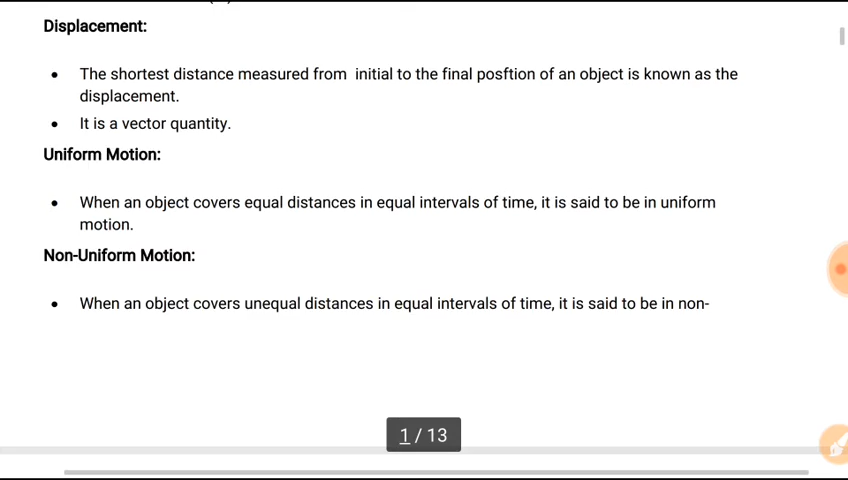 Displacement:
• The shortest distance measured from initial to the final posftion of an object is known as the
displacement.
• It is a vector quantity.
Uniform Motion:
• When an object covers equal distances in equal intervals of time, it is said to be in uniform
motion.
Non-Uniform Motion:
• When an object covers unequal distances in equal intervals of time, it is said to be in non-
1 / 13